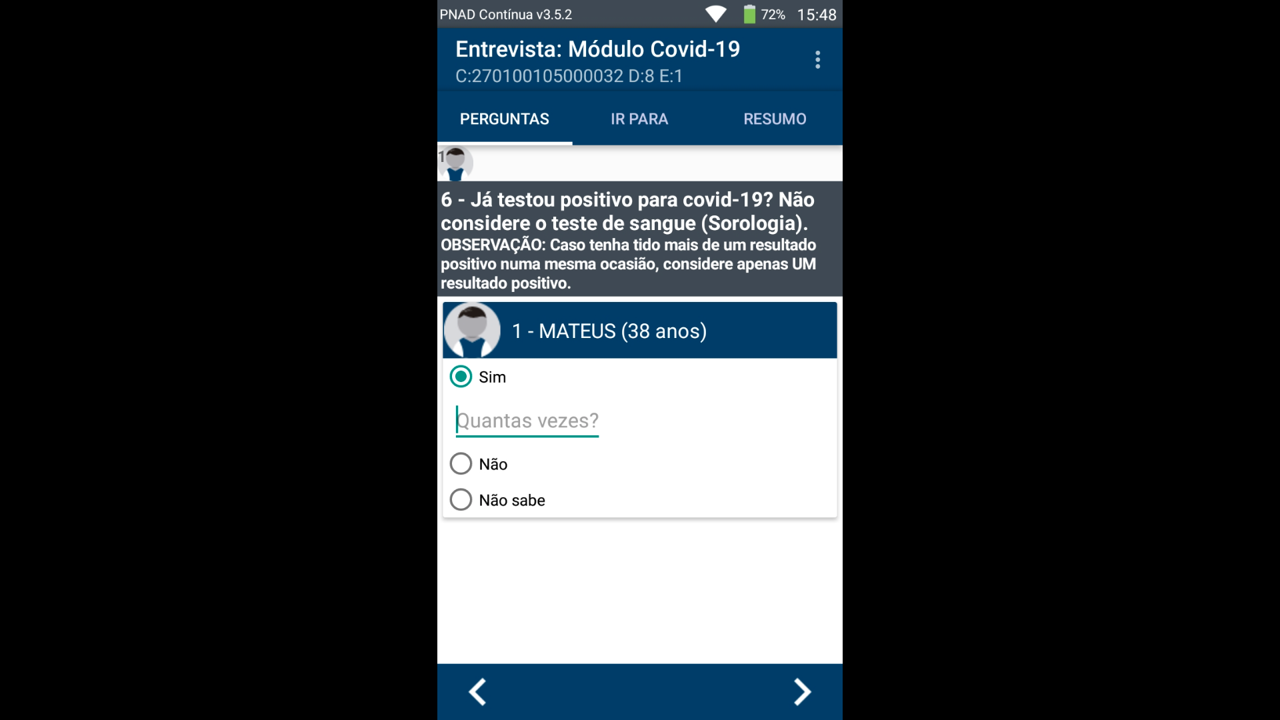 PNAD Contínua v3.5.2
72%
15:48
Entrevista: Módulo Covid-19
C:270100105000032 D:8 E:1
PERGUNTAS
IR PARA
RESUMO
1
6 - Já testou positivo para covid-19? Não
considere o teste de sangue (Sorologia).
OBSERVAÇÃO: Caso tenha tido mais de um resultado
positivo numa mesma ocasião, considere apenas UM
resultado positivo.
1 - MATEUS (38 anos)
Sim
Quantas vezes?
Não
Não sabe